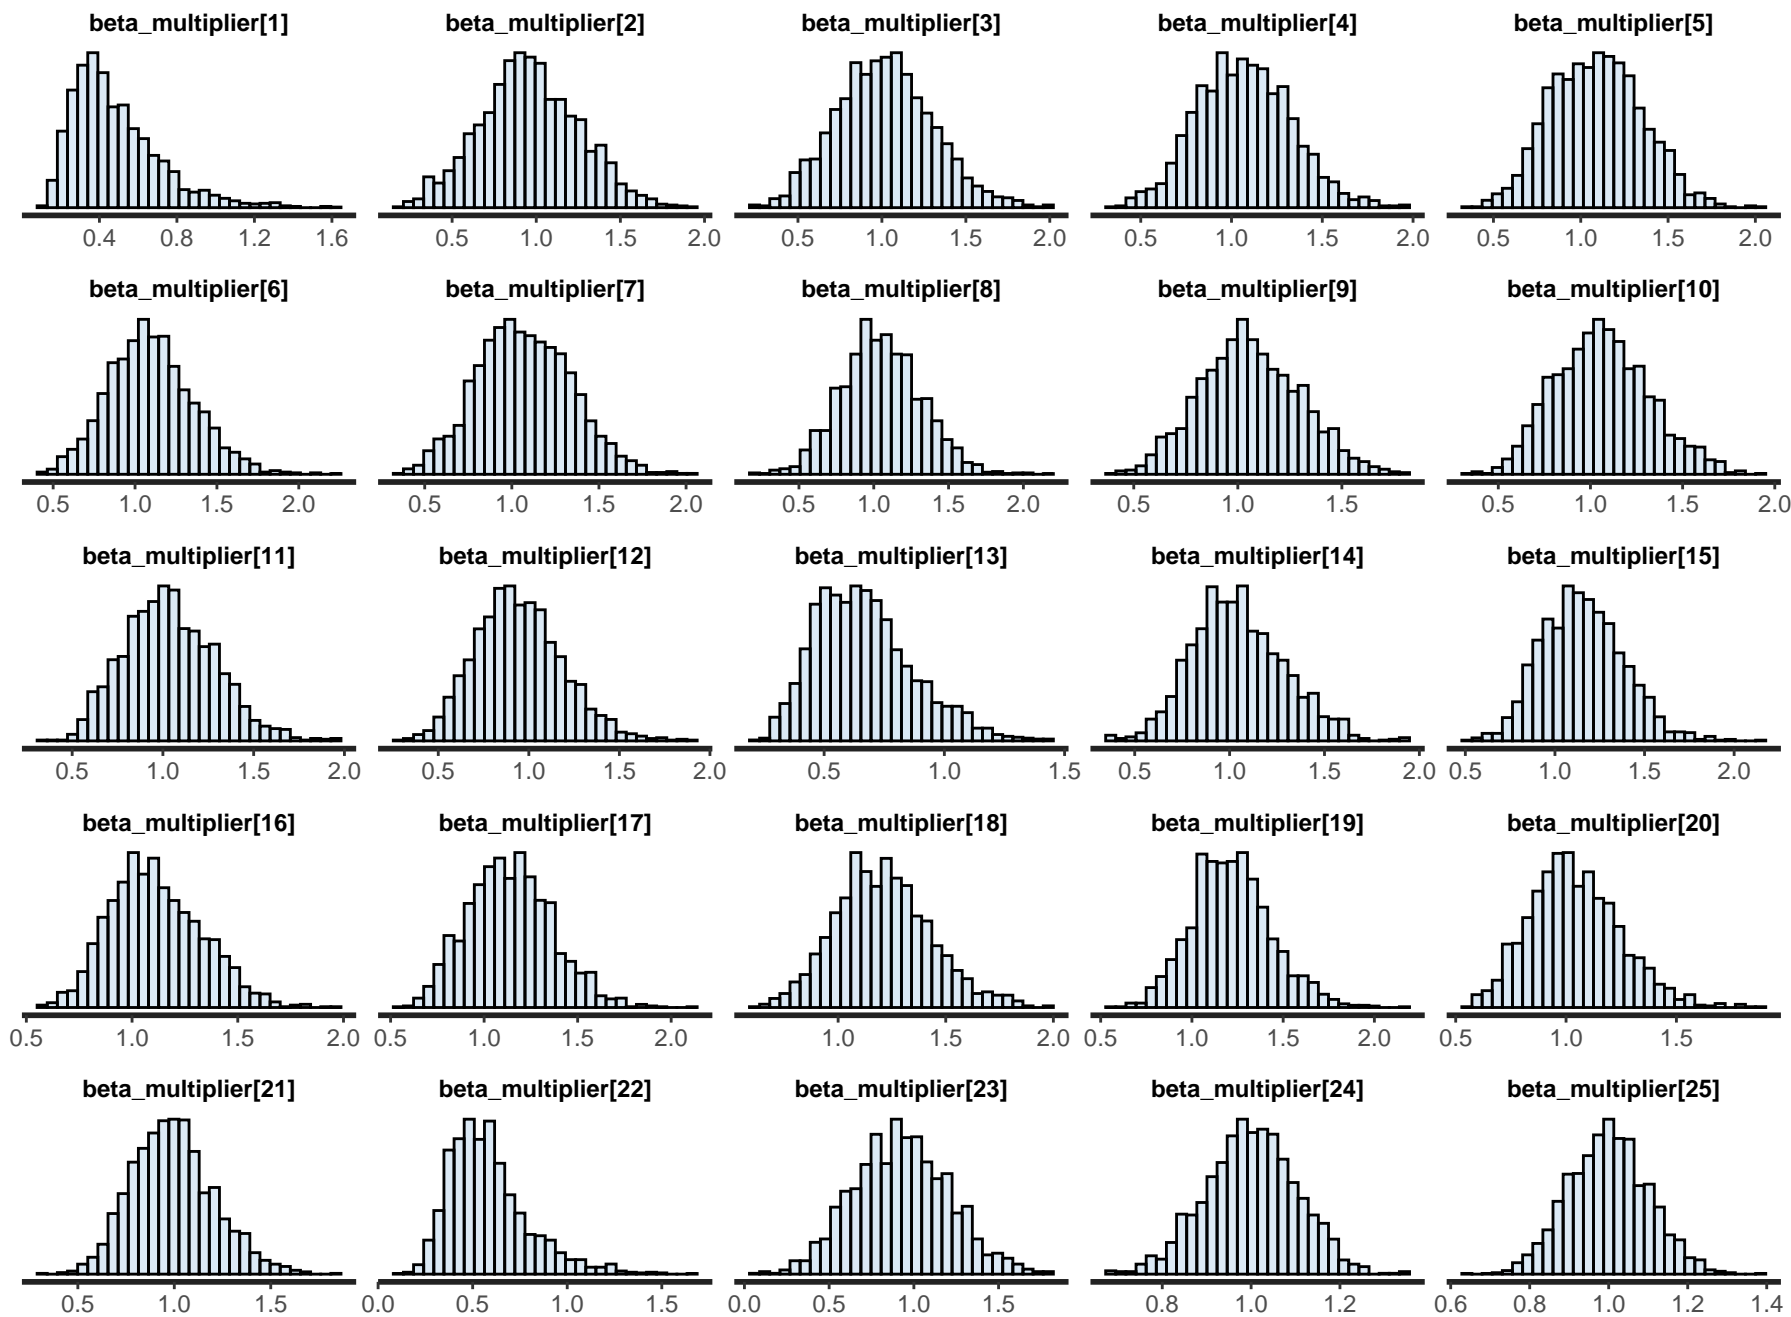 beta_multiplier[1] beta_multiplier[2] beta_multiplier[3] beta_multiplier[4] beta_multiplier[5]
0.4 0.8 1.2 1.6 0.5 1.0 1.5 2.0 0.5 1.0 1.5 2.0 0.5 1.0 1.5 2.0 0.5 1.0 1.5 2.0
beta_multiplier[6] beta_multiplier[7] beta_multiplier[8] beta_multiplier[9] beta_multiplier[10]
0.5 1.0 1.5 2.0 0.5 1.0 1.5 2.0 0.5 1.0 1.5 2.0 0.5 1.0 1.5 0.5 1.0 1.5 2.0
beta_multiplier[11] beta_multiplier[12] beta_multiplier[13] beta_multiplier[14] beta_multiplier[15]
0.5 1.0 1.5 2.0 0.5 1.0 1.5 2.0 0.5 1.0 1.5 0.5 1.0 1.5 2.0 0.5 1.0 1.5 2.0
beta_multiplier[16] beta_multiplier[17] beta_multiplier[18] beta_multiplier[19] beta_multiplier[20]
0.5 1.0 1.5 2.0 0.5 1.0 1.5 2.0 1.0 1.5 2.0 0.5 1.0 1.5 2.0 0.5 1.0 1.5
beta_multiplier[21] beta_multiplier[22] beta_multiplier[23] beta_multiplier[24] beta_multiplier[25]
0.5 1.0 1.5 0.0 0.5 1.0 1.5 0.0 0.5 1.0 1.5 0.8 1.0 1.2 0.6 0.8 1.0 1.2 1.4